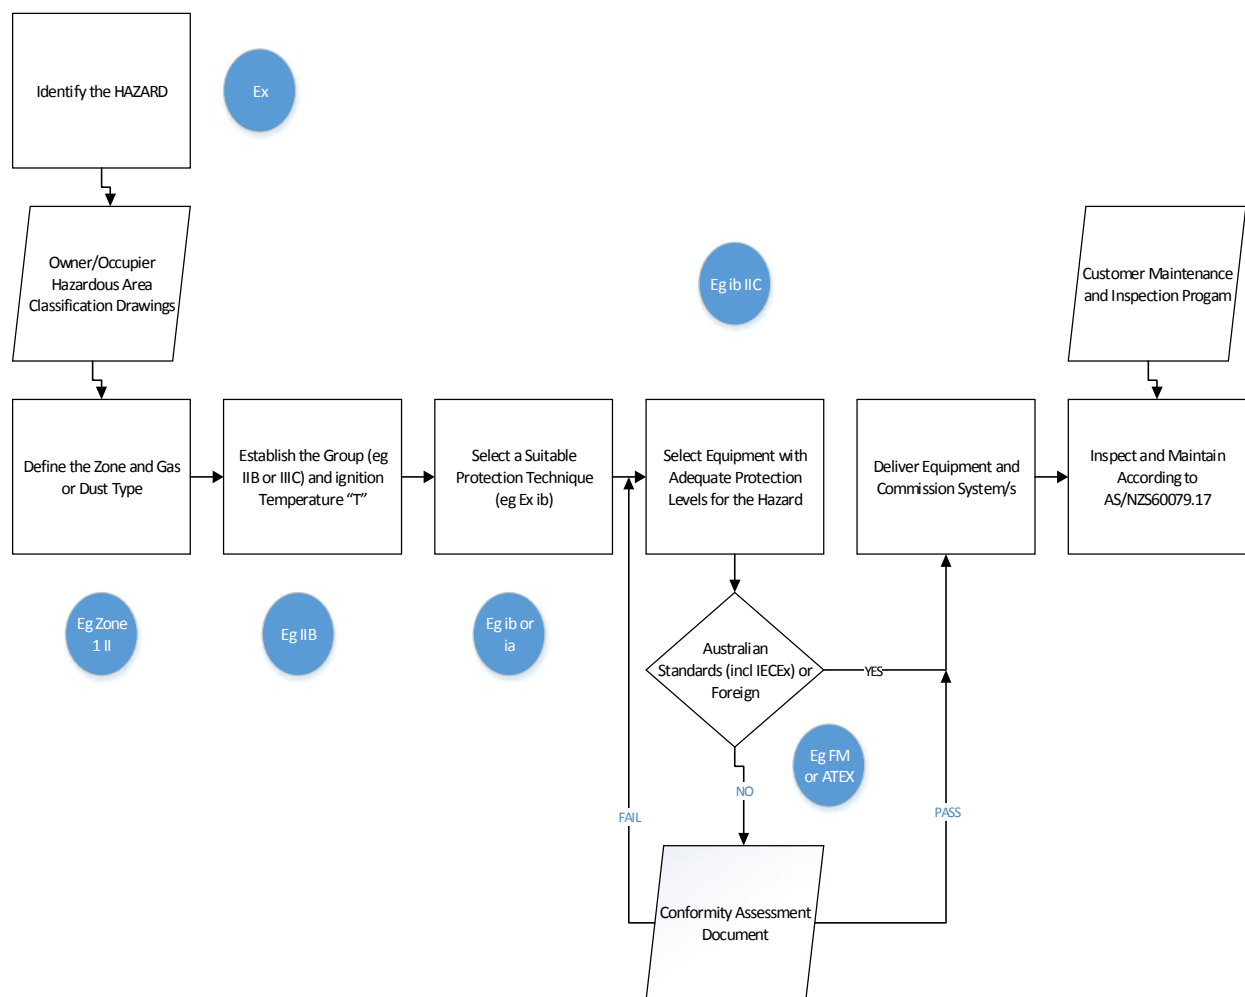 Identify the HAZARD
Ex
Owner/Occupier
Hazardous Area
Classification Drawings
Eg ib IIC
Customer Maintenance
and Inspection Progam
Define the Zone and Gas
or Dust Type
Establish the Group (eg
IIB or IIIC) and ignition
Temperature “T”
Select a Suitable
Protection Technique
(eg Ex ib)
Select Equipment with
Adequate Protection
Levels for the Hazard
Deliver Equipment and
Commission System/s
Inspect and Maintain
According to
AS/NZS60079.17
Eg Zone
1 II
Eg IIB
Eg ib or
ia
Australian
Standards (incl IECEx) or
Foreign
YES
Eg FM
or ATEX
NO
FAIL
PASS
Conformity Assessment
Document